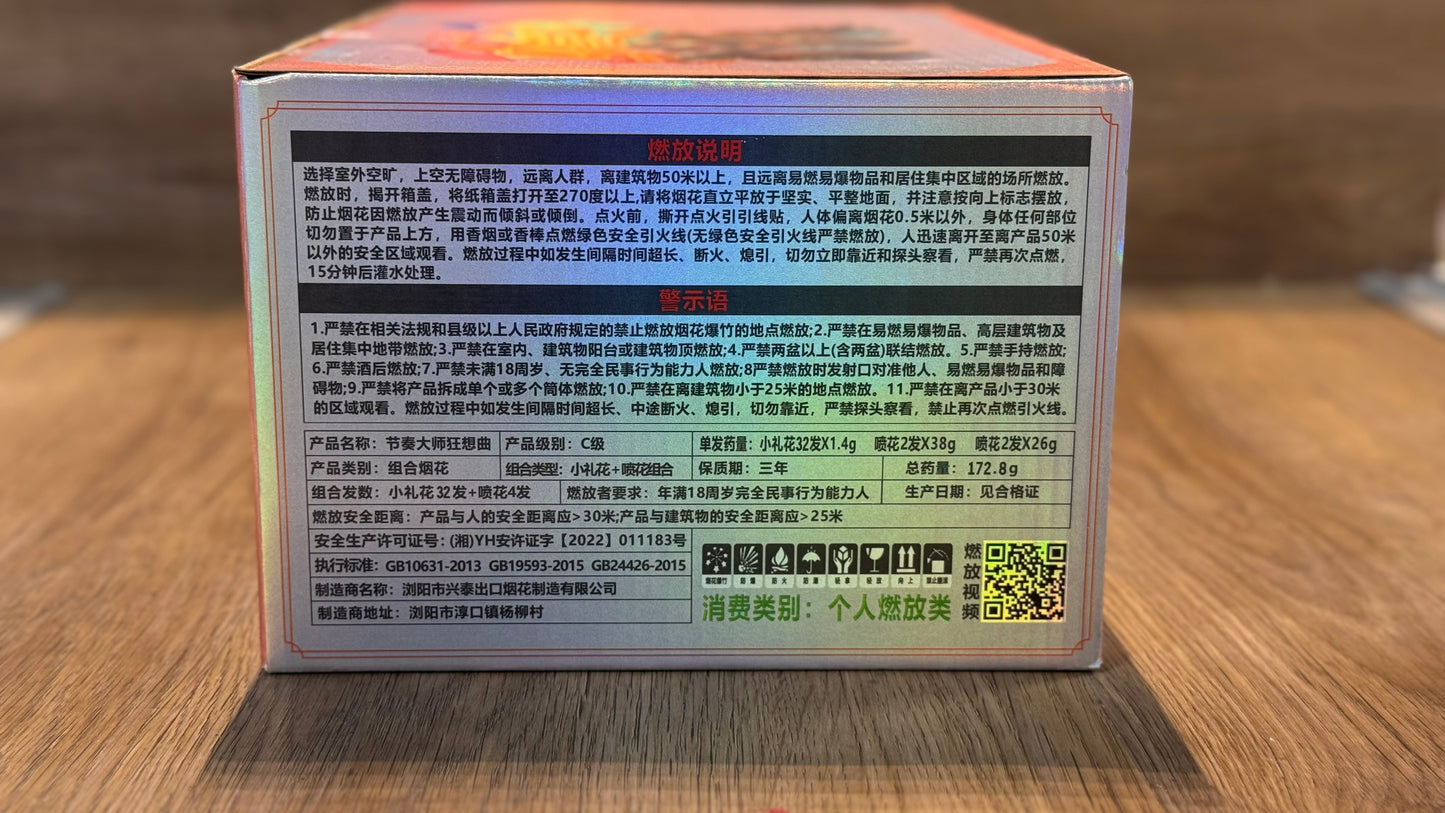 燃放说明
选择室外空旷，上空无障碍物，远离人群，离建筑物50米以上，且远离易燃易爆物品和居住集中区域的场所燃放。
燃放时，揭开箱盖，将纸箱盖打开至270度以上,请将烟花直立平放于坚实、平整地面，并注意按向上标志摆放，
防止烟花因燃放产生震动而倾斜或倾倒。点火前，撕开点火引引线贴，人体偏离烟花0.5米以外，身体任何部位
切勿置于产品上方，用香烟或香棒点燃绿色安全引火线(无绿色安全引火线严禁燃放)，人迅速离开至离产品50米
以外的安全区域观看。燃放过程中如发生间隔时间超长、断火、熄引，切勿立即靠近和探头察看，严禁再次点燃，
15分钟后灌水处理。
警示语
1.严禁在相关法规和县级以上人民政府规定的禁止燃放烟花爆竹的地点燃放;2.严禁在易燃易爆物品、高层建筑物及
居住集中地带燃放;3.严禁在室内、建筑物阳台或建筑物顶燃放;4.严禁两盆以上(含两盆)联结燃放。5.严禁手持燃放;
6.严禁酒后燃放;7.严禁未满18周岁、无完全民事行为能力人燃放;8严禁燃放时发射口对准他人、易燃易爆物品和障
碍物;9.严禁将产品拆成单个或多个筒体燃放;10.严禁在离建筑物小于25米的地点燃放。11.严禁在离产品小于30米
的区域观看。燃放过程中如发生间隔时间超长、中途断火、熄引，切勿靠近，严禁探头察看，禁止再次点燃引火线。
产品名称：节奏大师狂想曲 产品级别：C级 单发药量：小礼花32发X1.4g 喷花2发X38g 喷花2发X26g
产品类别：组合烟花 组合类型：小礼花+喷花组合 保质期：三年 总药量：172.8g
组合发数：小礼花32发+喷花4发 燃放者要求：年满18周岁完全民事行为能力人 生产日期：见合格证
燃放安全距离：产品与人的安全距离应>30米;产品与建筑物的安全距离应>25米
安全生产许可证号：(湘)YH安许证字【2022】011183号
执行标准：GB10631-2013 GB19593-2015 GB24426-2015
制造商名称：浏阳市兴泰出口烟花制造有限公司
制造商地址：浏阳市淳口镇杨柳村
烟花爆竹 防爆 防火 防潮 轻拿 轻放 向上 禁止翻滚
消费类别：个人燃放类
燃放视频